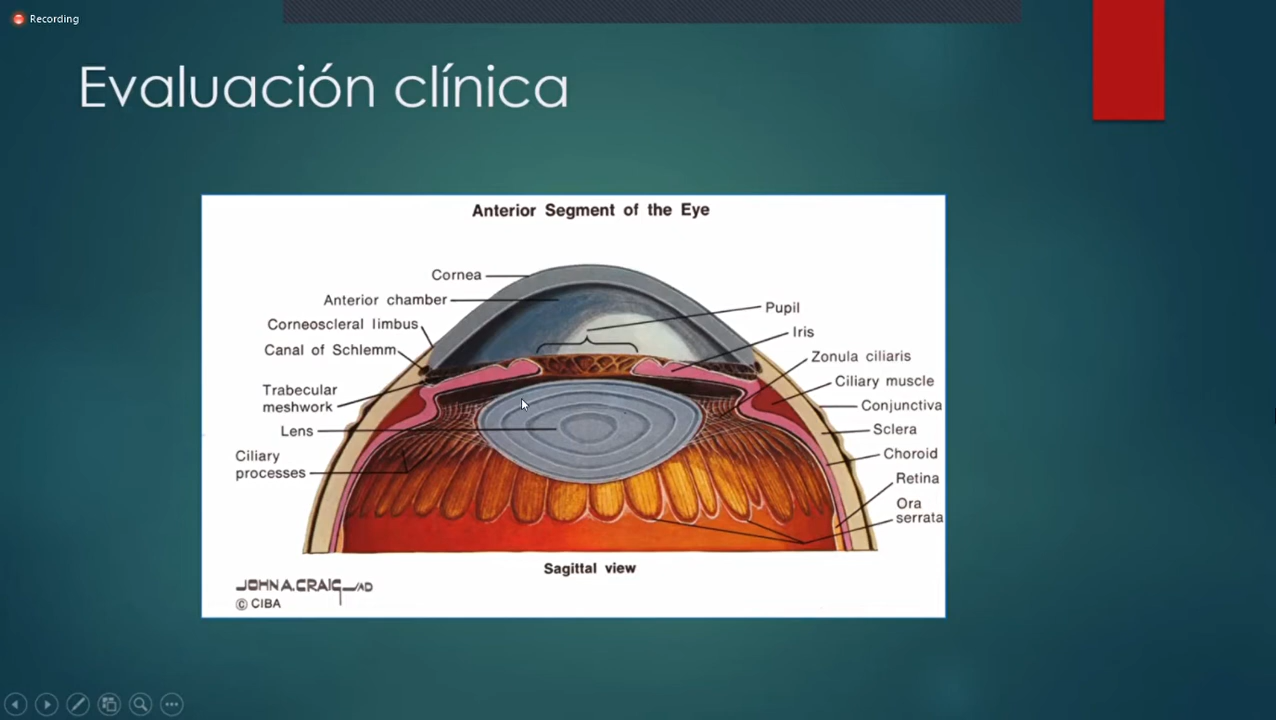 Recording
Evaluación clínica
Anterior Segment of the Eye
Cornea
Anterior chamber
Corneoscleral limbus
Canal of Schlemm
Trabecular
meshwork
Lens
Ciliary
processes
Pupil
Iris
Zonula ciliaris
Ciliary muscle
Conjunctiva
Sclera
Choroid
Retina
Ora
serrata
Sagittal view
JOHN A. CRAIG—AD
© CIBA